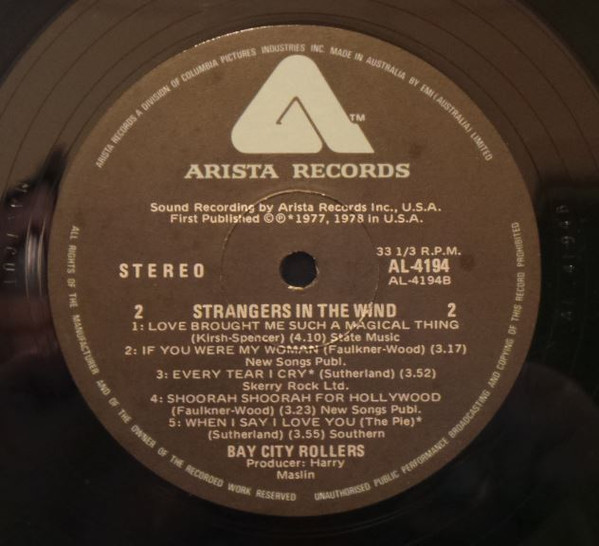 ARISTA RECORDS A DIVISION OF COLUMBIA PICTURES INDUSTRIES INC. MADE IN AUSTRALIA BY EMI (AUSTRALIA) LIMITED
TM
ARISTA RECORDS
Sound Recording by Arista Records Inc., U.S.A.
First Published ©℗*1977, 1978 in U.S.A.
33 1/3 R.P.M.
STEREO AL-4194
AL-4194B
2 STRANGERS IN THE WIND 2
1: LOVE BROUGHT ME SUCH A MAGICAL THING
(Kirsh-Spencer) (4.10) State Music
2: IF YOU WERE MY WOMAN (Faulkner-Wood) (3.17)
New Songs Publ.
3: EVERY TEAR I CRY* (Sutherland) (3.52)
Skerry Rock Ltd.
4: SHOORAH SHOORAH FOR HOLLYWOOD
(Faulkner-Wood) (3.23) New Songs Publ.
5: WHEN I SAY I LOVE YOU (The Pie)*
(Sutherland) (3.55) Southern
BAY CITY ROLLERS
Producer: Harry
Maslin
ALL RIGHTS OF THE MANUFACTURER AND OF THE OWNER OF THE RECORDED WORK RESERVED UNAUTHORISED PUBLIC PERFORMANCE BROADCASTING AND COPYING OF THIS RECORD PROHIBITED
AL 4194B